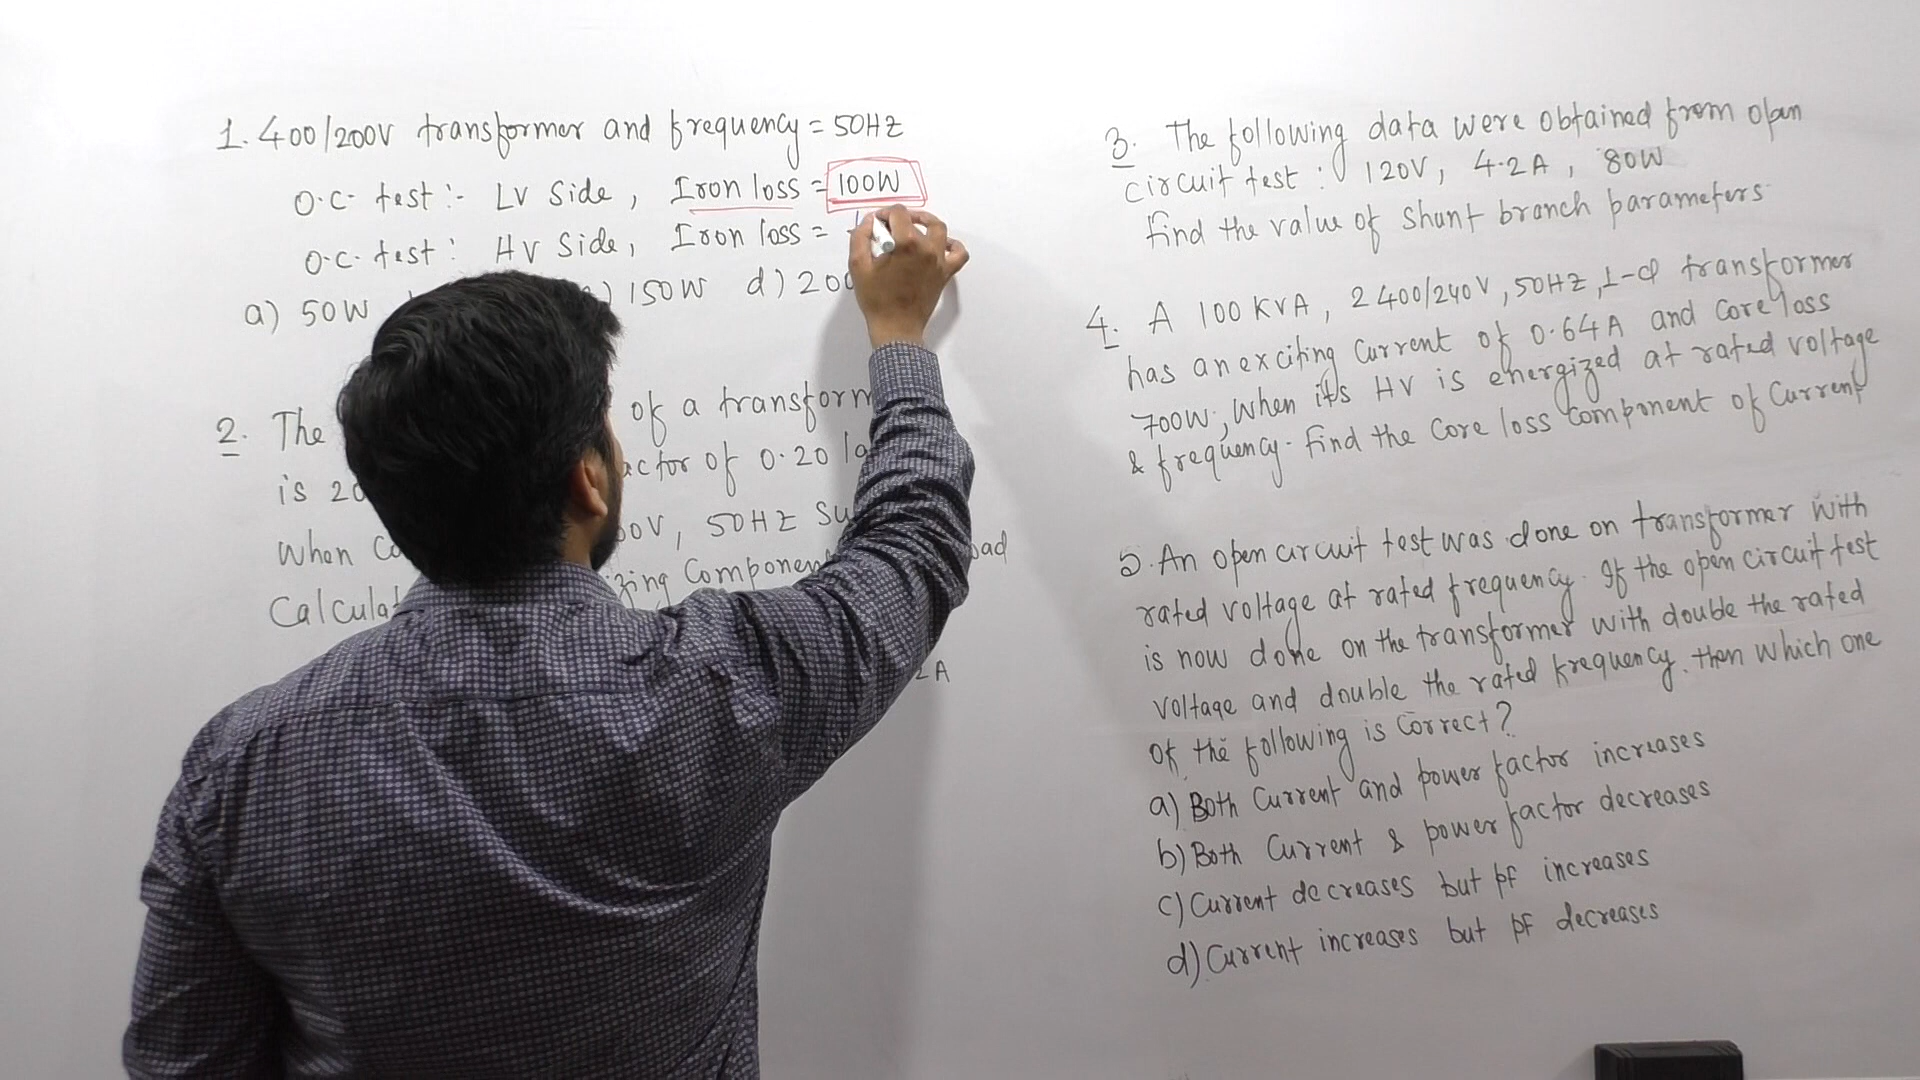 1. 400/200V transformer and frequency = 50HZ
O.C. test :- LV Side, Iron loss = 100W
O.C. test : HV Side, Iron loss =
a) 50W ) 150W d) 200
2. The of a transform
is 20 actor of 0.20 la
When Co 00V, 50HZ Su
Calculat izing Componen oad
2A
3. The following data were obtained from open
circuit test : 120V, 4.2A, 80W
find the value of shunt branch parameters
4. A 100 KVA, 2400/240V, 50HZ, 1-φ transformer
has an exciting current of 0.64A and Core loss
700W, When its HV is energized at rated voltage
& frequency. find the Core loss Component of Current
5. An open circuit test was done on transformer with
rated voltage at rated frequency. If the open circuit test
is now done on the transformer with double the rated
voltage and double the rated frequency. then which one
of the following is Correct?
a) Both Current and power factor increases
b) Both Current & power factor decreases
c) Current decreases but pf increases
d) Current increases but pf decreases